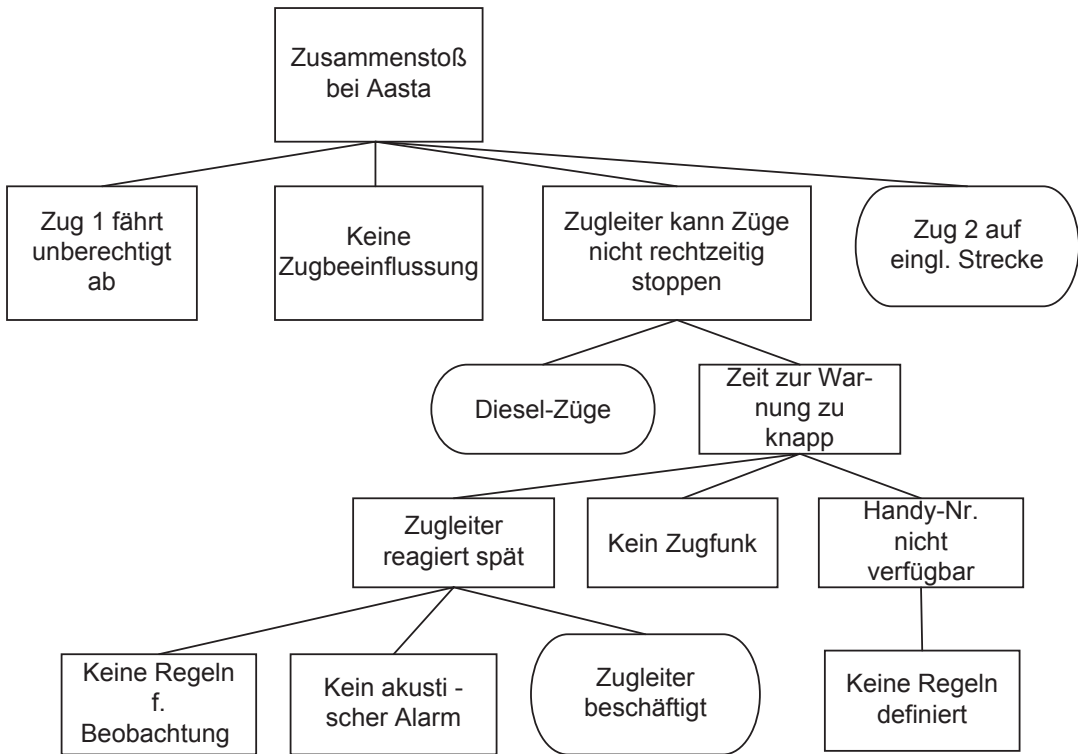 Zusammenstoß
bei Aasta
Zug 1 fährt
unberechtigt
ab
Keine
Zugbeeinflussung
Zugleiter kann Züge
nicht rechtzeitig
stoppen
Zug 2 auf
eingl. Strecke
Diesel-Züge
Zeit zur War-
nung zu
knapp
Zugleiter
reagiert spät
Kein Zugfunk
Handy-Nr.
nicht
verfügbar
Keine Regeln
f.
Beobachtung
Kein akusti -
scher Alarm
Zugleiter
beschäftigt
Keine Regeln
definiert